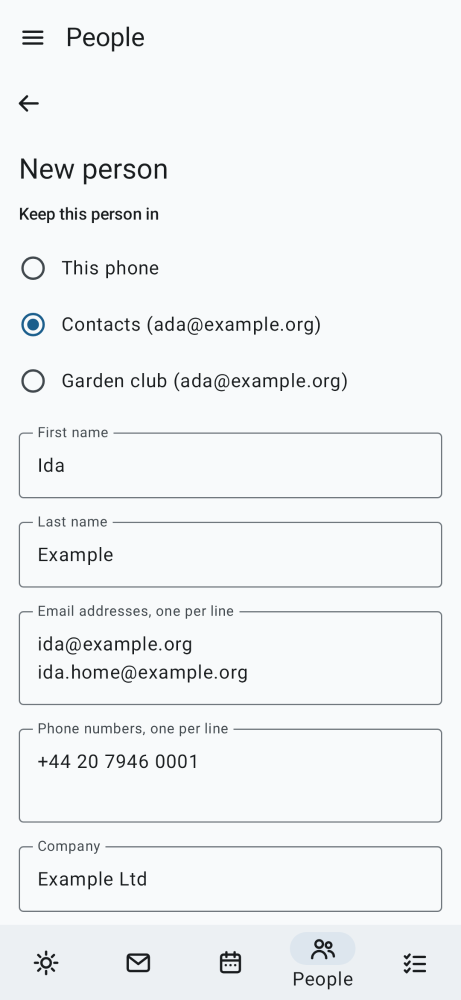 People
New person
Keep this person in
This phone
Contacts (ada@example.org)
Garden club (ada@example.org)
First name
Ida
Last name
Example
Email addresses, one per line
ida@example.org
ida.home@example.org
Phone numbers, one per line
+44 20 7946 0001
Company
Example Ltd
People